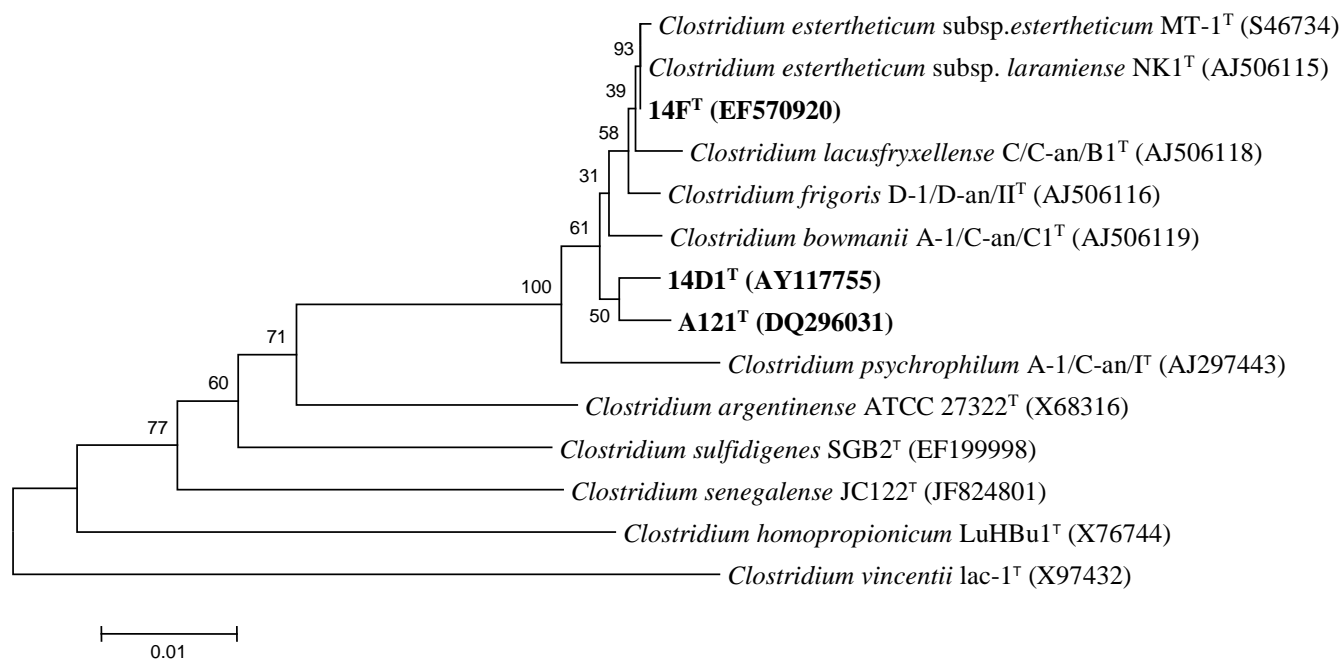 Clostridium estertheticum subsp.estertheticum MT-1ᵀ (S46734)
93
Clostridium estertheticum subsp. laramiense NK1ᵀ (AJ506115)
39
14Fᵀ (EF570920)
58
Clostridium lacusfryxellense C/C-an/B1ᵀ (AJ506118)
31
Clostridium frigoris D-1/D-an/IIᵀ (AJ506116)
61
Clostridium bowmanii A-1/C-an/C1ᵀ (AJ506119)
14D1ᵀ (AY117755)
100
50
A121ᵀ (DQ296031)
71
Clostridium psychrophilum A-1/C-an/Iᵀ (AJ297443)
60
Clostridium argentinense ATCC 27322ᵀ (X68316)
77
Clostridium sulfidigenes SGB2ᵀ (EF199998)
Clostridium senegalense JC122ᵀ (JF824801)
Clostridium homopropionicum LuHBu1ᵀ (X76744)
Clostridium vincentii lac-1ᵀ (X97432)
0.01